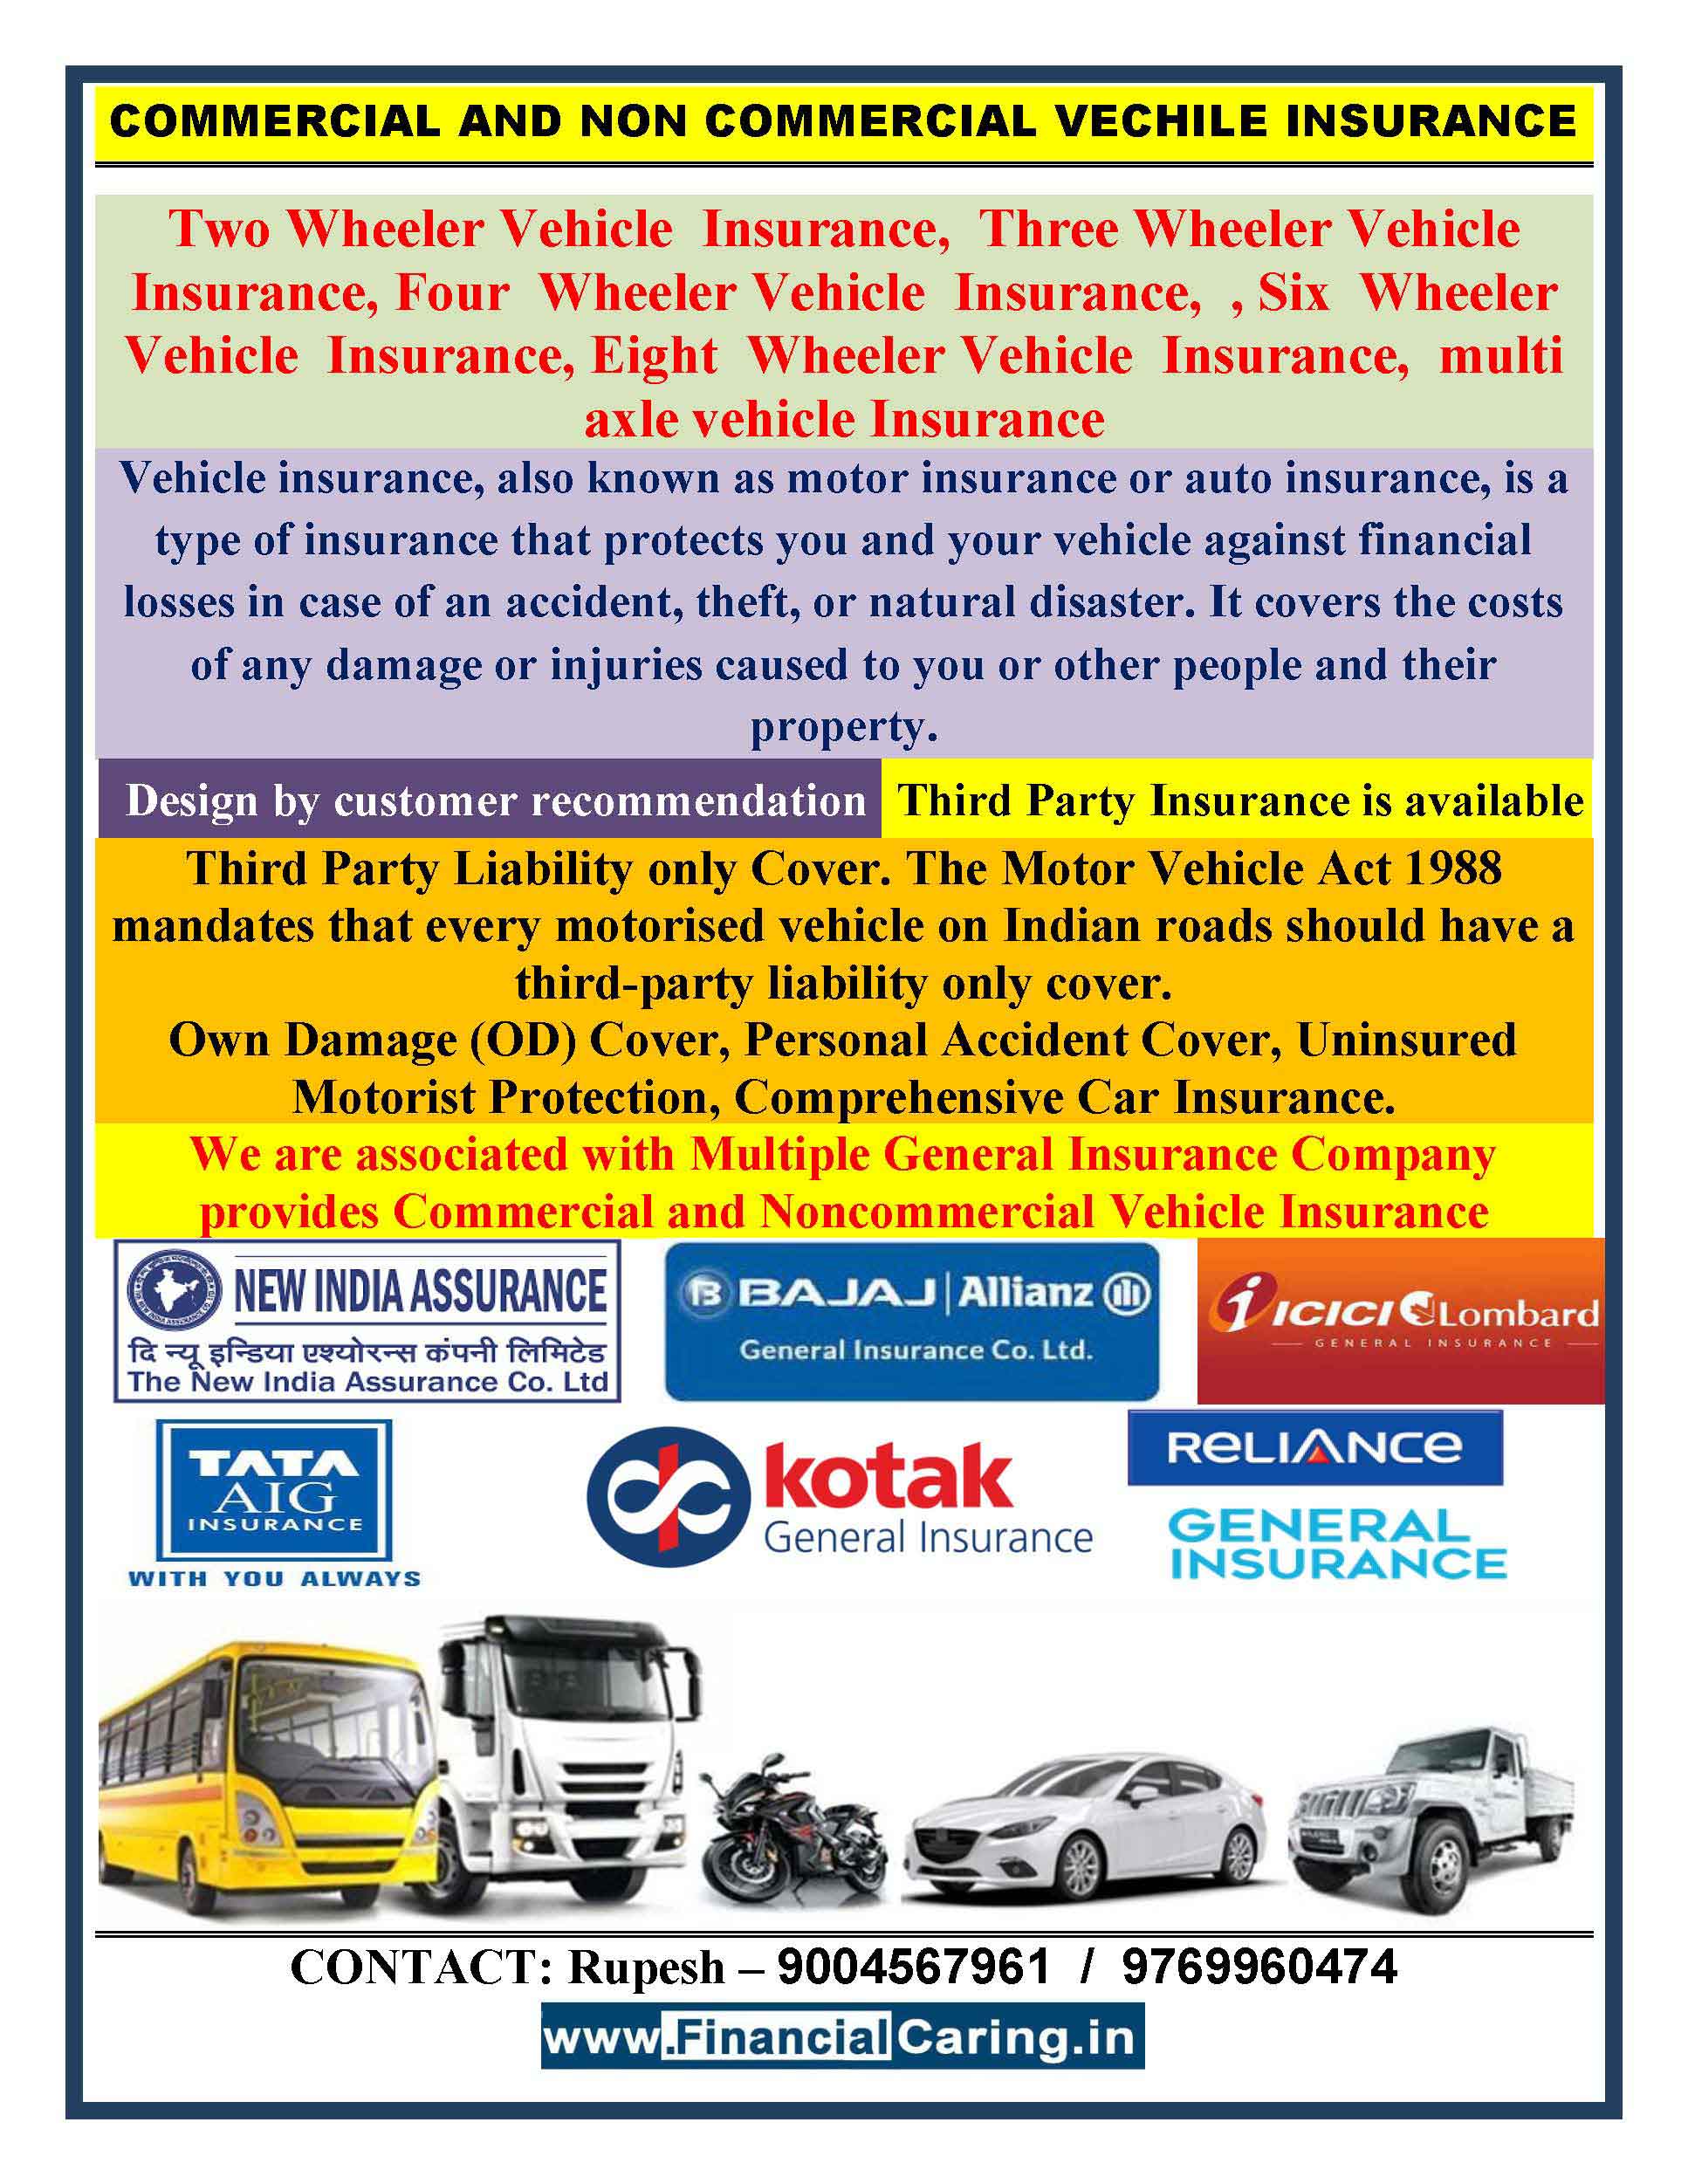 COMMERCIAL AND NON COMMERCIAL VECHILE INSURANCE
Two Wheeler Vehicle Insurance, Three Wheeler Vehicle
Insurance, Four Wheeler Vehicle Insurance, , Six Wheeler
Vehicle Insurance, Eight Wheeler Vehicle Insurance, multi
axle vehicle Insurance
Vehicle insurance, also known as motor insurance or auto insurance, is a
type of insurance that protects you and your vehicle against financial
losses in case of an accident, theft, or natural disaster. It covers the costs
of any damage or injuries caused to you or other people and their
property.
Design by customer recommendation
Third Party Insurance is available
Third Party Liability only Cover. The Motor Vehicle Act 1988
mandates that every motorised vehicle on Indian roads should have a
third-party liability only cover.
Own Damage (OD) Cover, Personal Accident Cover, Uninsured
Motorist Protection, Comprehensive Car Insurance.
We are associated with Multiple General Insurance Company
provides Commercial and Noncommercial Vehicle Insurance
NEW INDIA ASSURANCE
दि न्यू इन्डिया एश्योरन्स कंपनी लिमिटेड
The New India Assurance Co. Ltd
BAJAJ | Allianz
General Insurance Co. Ltd.
ICICI Lombard
GENERAL INSURANCE
TATA
AIG
INSURANCE
WITH YOU ALWAYS
kotak
General Insurance
RELIANCE
GENERAL
INSURANCE
CONTACT: Rupesh – 9004567961 / 9769960474
www.FinancialCaring.in